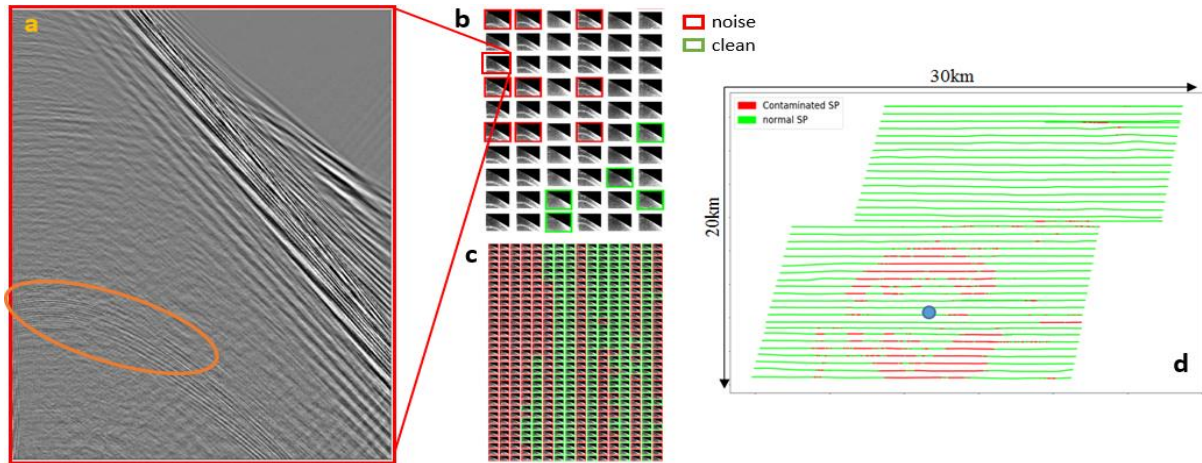 a
b
noise
clean
c
30km
20km
Contaminated SP
normal SP
d